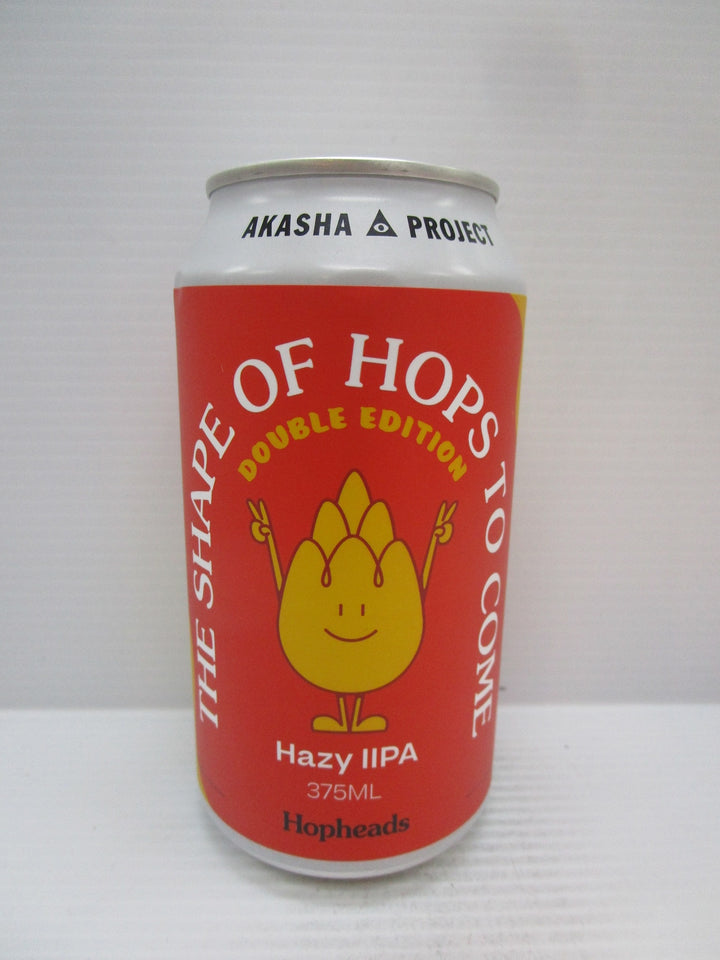 AKASHA PROJECT
THE SHAPE OF HOPS TO COME
DOUBLE EDITION
Hazy IIPA
375ML
Hopheads